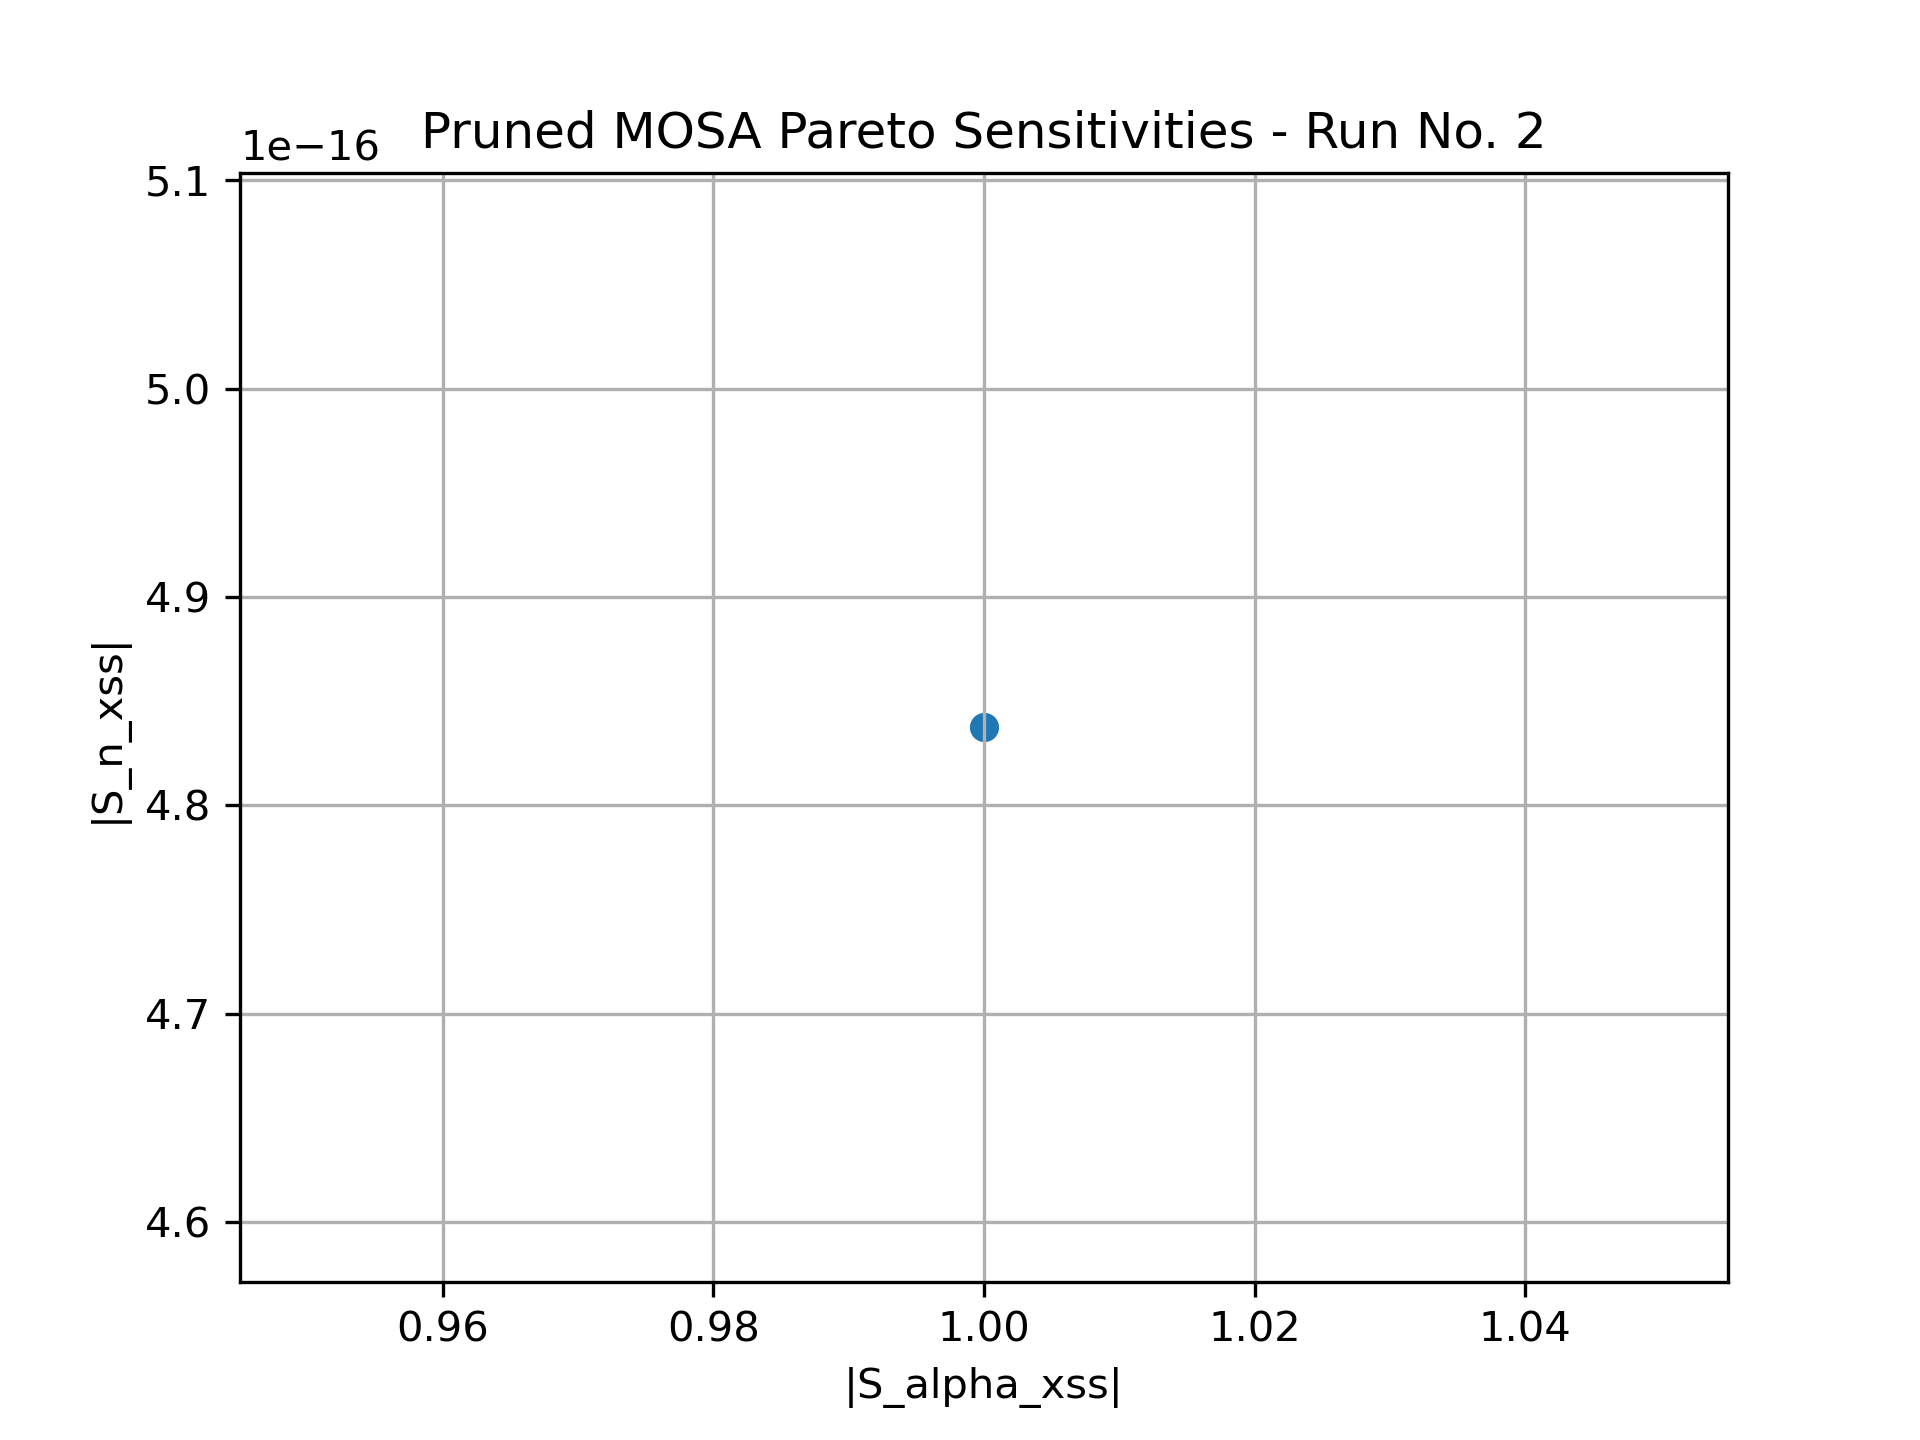 Pruned MOSA Pareto Sensitivities - Run No. 2
1e−16
5.1
5.0
4.9
4.8
4.7
4.6
|S_n_xss|
0.96 0.98 1.00 1.02 1.04
|S_alpha_xss|